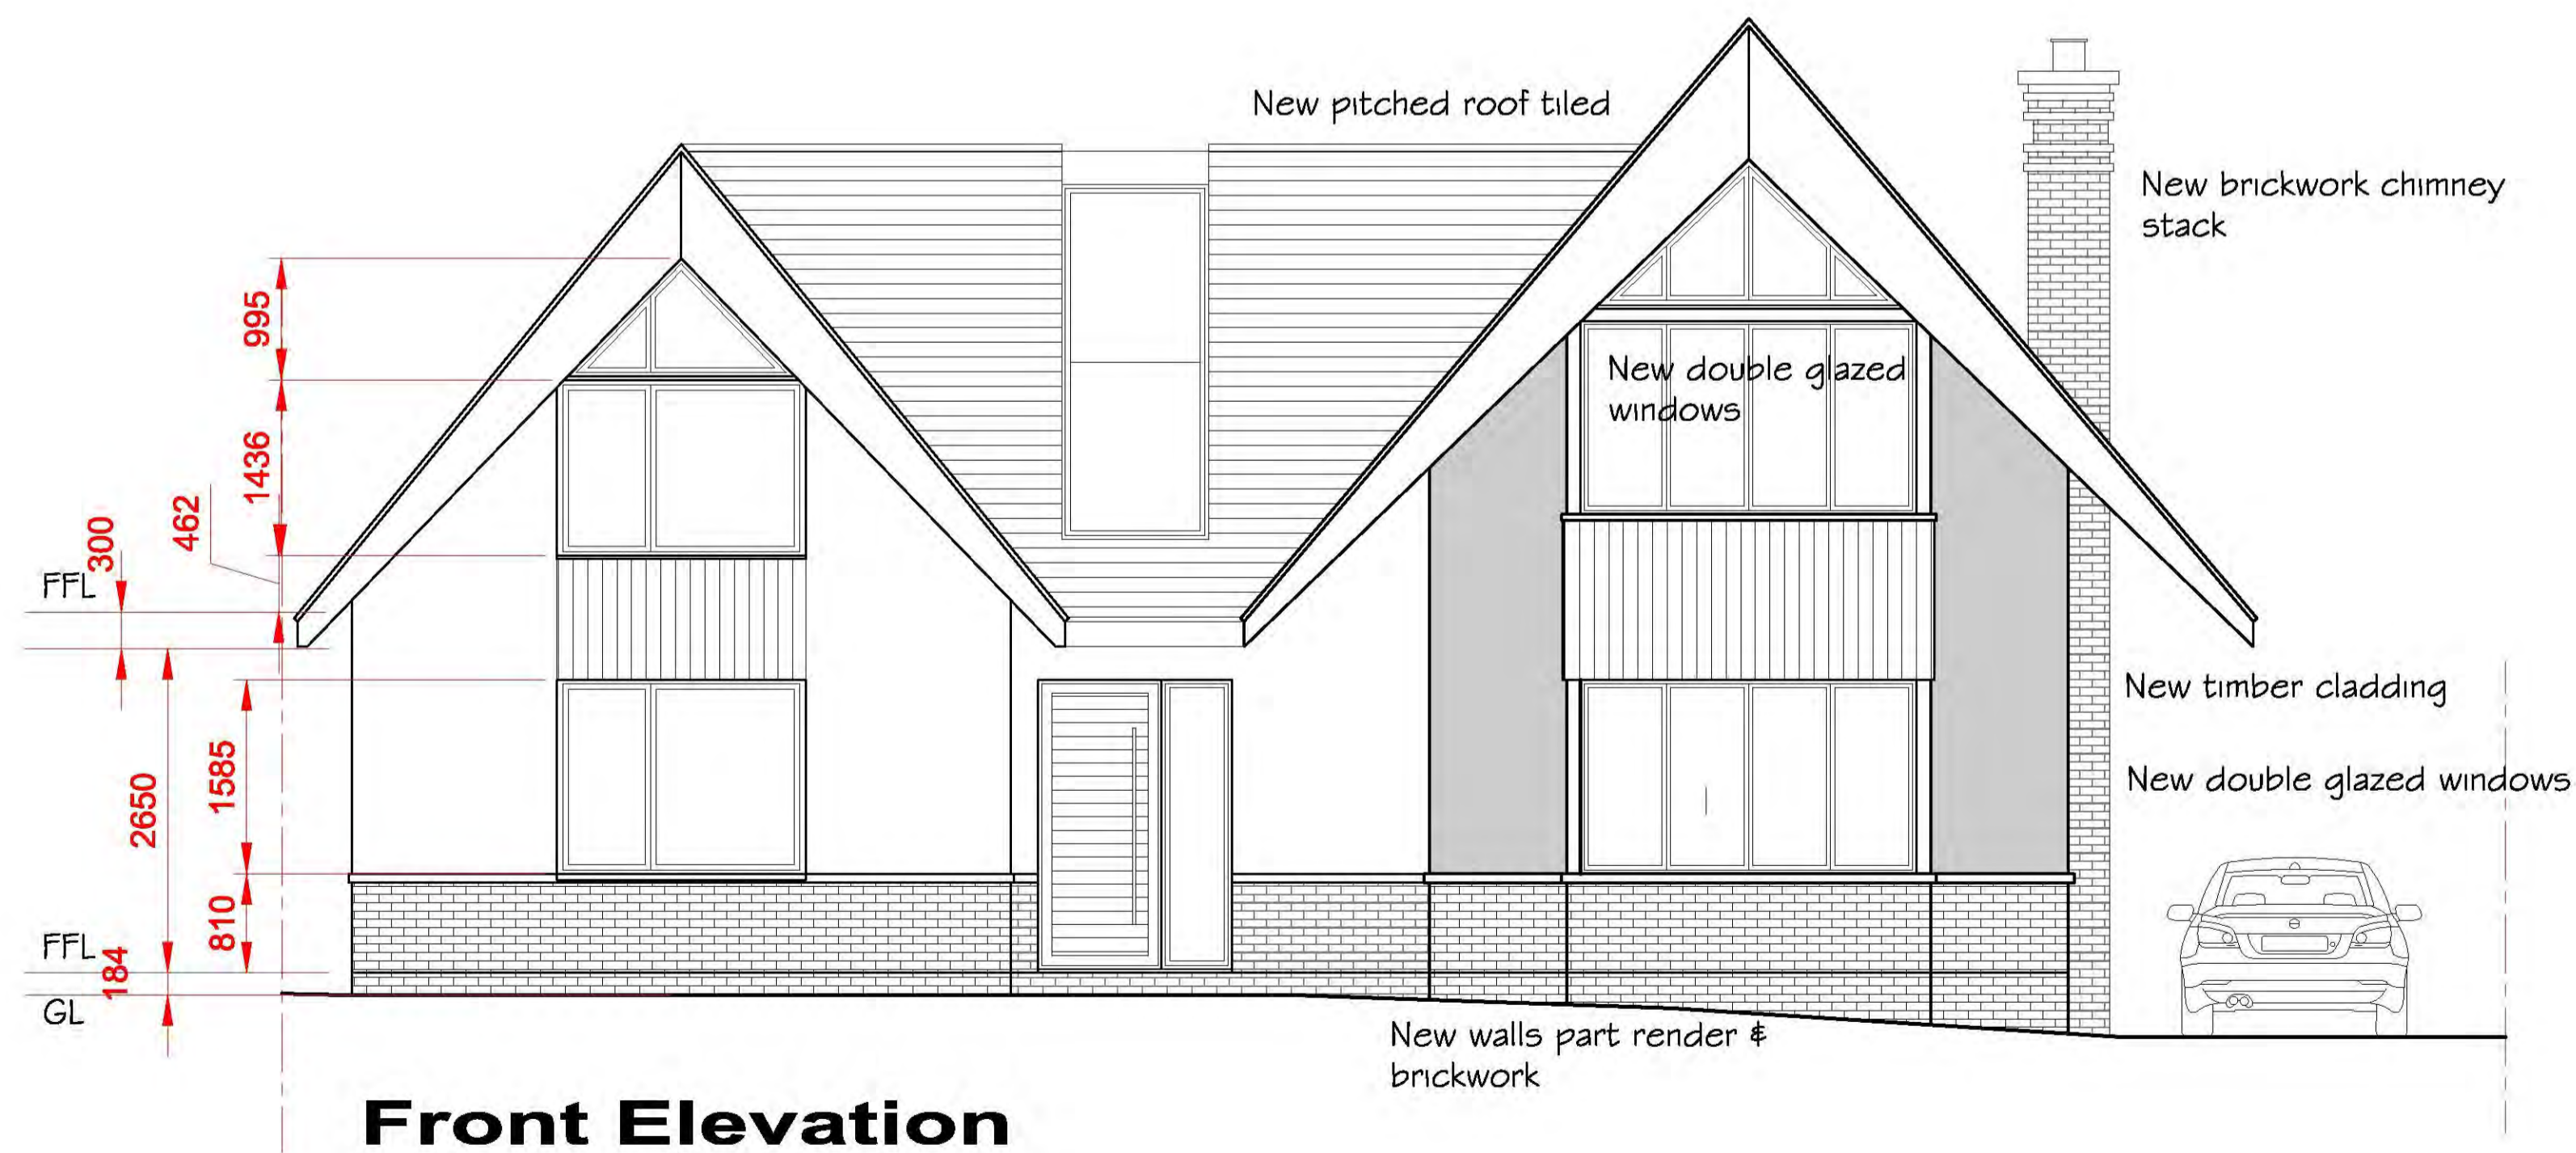 New pitched roof tiled
New brickwork chimney
stack
995
New double glazed
windows
1436
462
300
FFL
New timber cladding
1585
2650
New double glazed windows
810
FFL
184
GL
New walls part render &
brickwork
Front Elevation